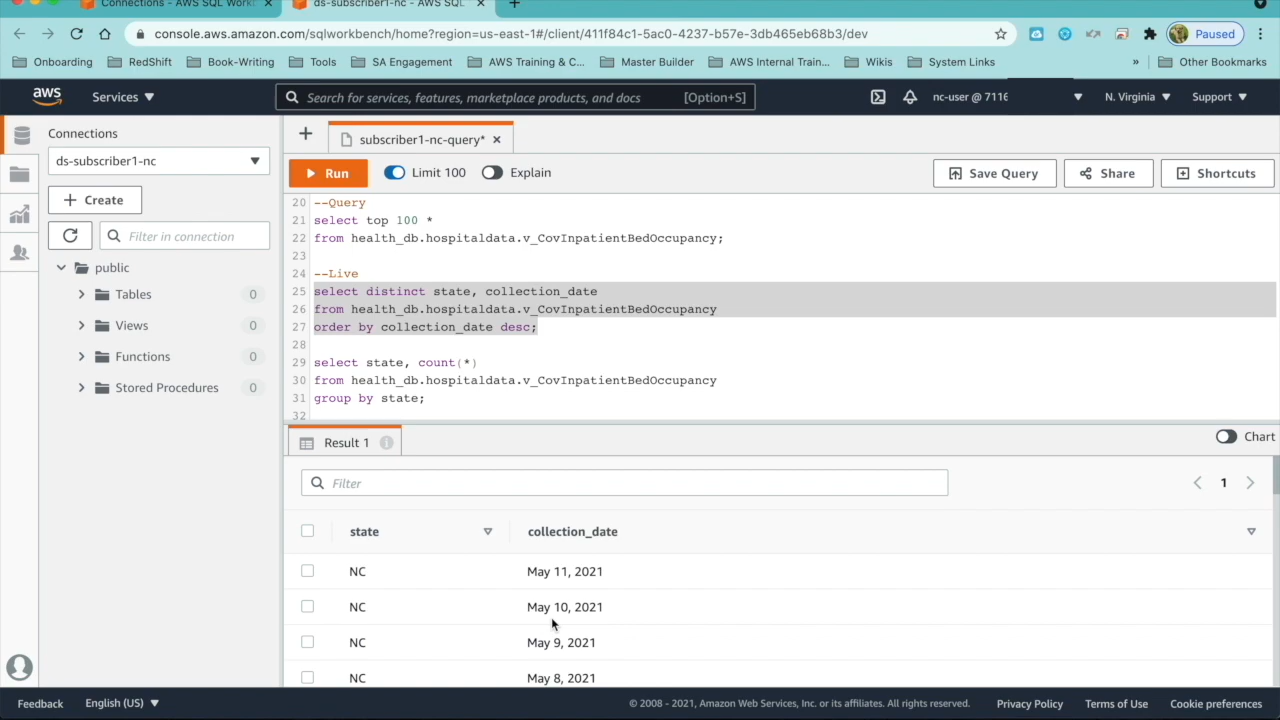 Connections - AWS SQL Workb ×
ds-subscriber1-nc - AWS SQL ×
console.aws.amazon.com/sqlworkbench/home?region=us-east-1#/client/411f84c1-5ac0-4237-b57e-3db465eb68b3/dev
Paused
Onboarding RedShift Book-Writing Tools SA Engagement AWS Training & C... Master Builder AWS Internal Train... Wikis System Links » Other Bookmarks
aws Services Search for services, features, marketplace products, and docs [Option+S] nc-user @ 7116 N. Virginia Support
Connections
ds-subscriber1-nc
+ Create
Filter in connection
public
Tables 0
Views 0
Functions 0
Stored Procedures 0
+ subscriber1-nc-query* ×
Run Limit 100 Explain Save Query Share Shortcuts
20 --Query
21 select top 100 *
22 from health_db.hospitaldata.v_CovInpatientBedOccupancy;
23
24 --Live
25 select distinct state, collection_date
26 from health_db.hospitaldata.v_CovInpatientBedOccupancy
27 order by collection_date desc;
28
29 select state, count(*)
30 from health_db.hospitaldata.v_CovInpatientBedOccupancy
31 group by state;
32
Result 1 Chart
Filter
1
state collection_date
NC May 11, 2021
NC May 10, 2021
NC May 9, 2021
NC May 8, 2021
Feedback English (US) © 2008 - 2021, Amazon Web Services, Inc. or its affiliates. All rights reserved. Privacy Policy Terms of Use Cookie preferences